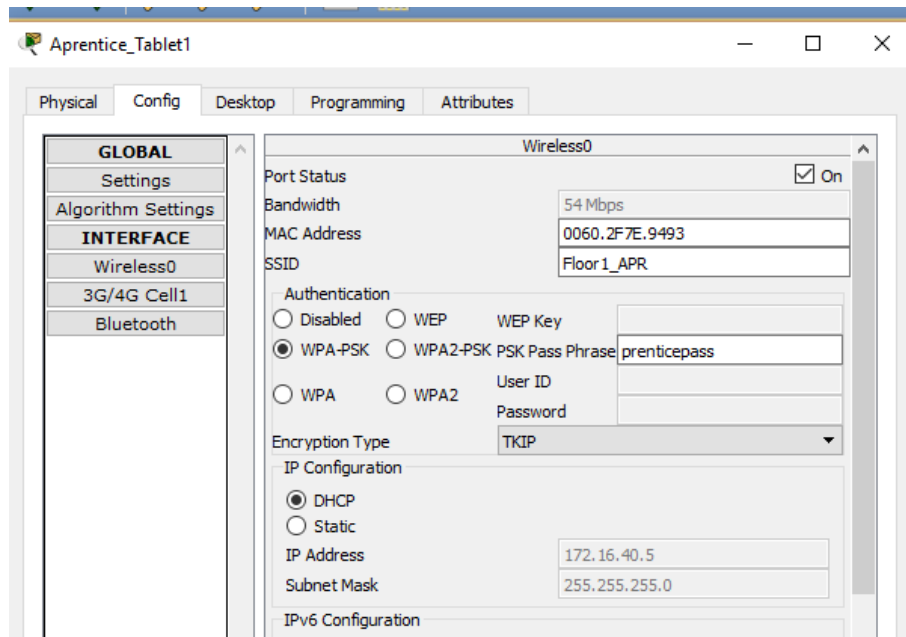 Aprentice_Tablet1
Physical Config Desktop Programming Attributes
GLOBAL
Settings
Algorithm Settings
INTERFACE
Wireless0
3G/4G Cell1
Bluetooth
Wireless0
Port Status On
Bandwidth 54 Mbps
MAC Address 0060.2F7E.9493
SSID Floor1_APR
Authentication
Disabled WEP WEP Key
WPA-PSK WPA2-PSK PSK Pass Phrase prenticepass
WPA WPA2 User ID
Password
Encryption Type TKIP
IP Configuration
DHCP
Static
IP Address 172.16.40.5
Subnet Mask 255.255.255.0
IPv6 Configuration